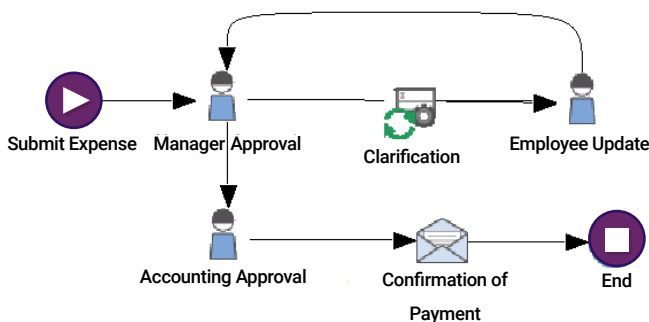 Submit Expense
Manager Approval
Clarification
Employee Update
Accounting Approval
Confirmation of
Payment
End